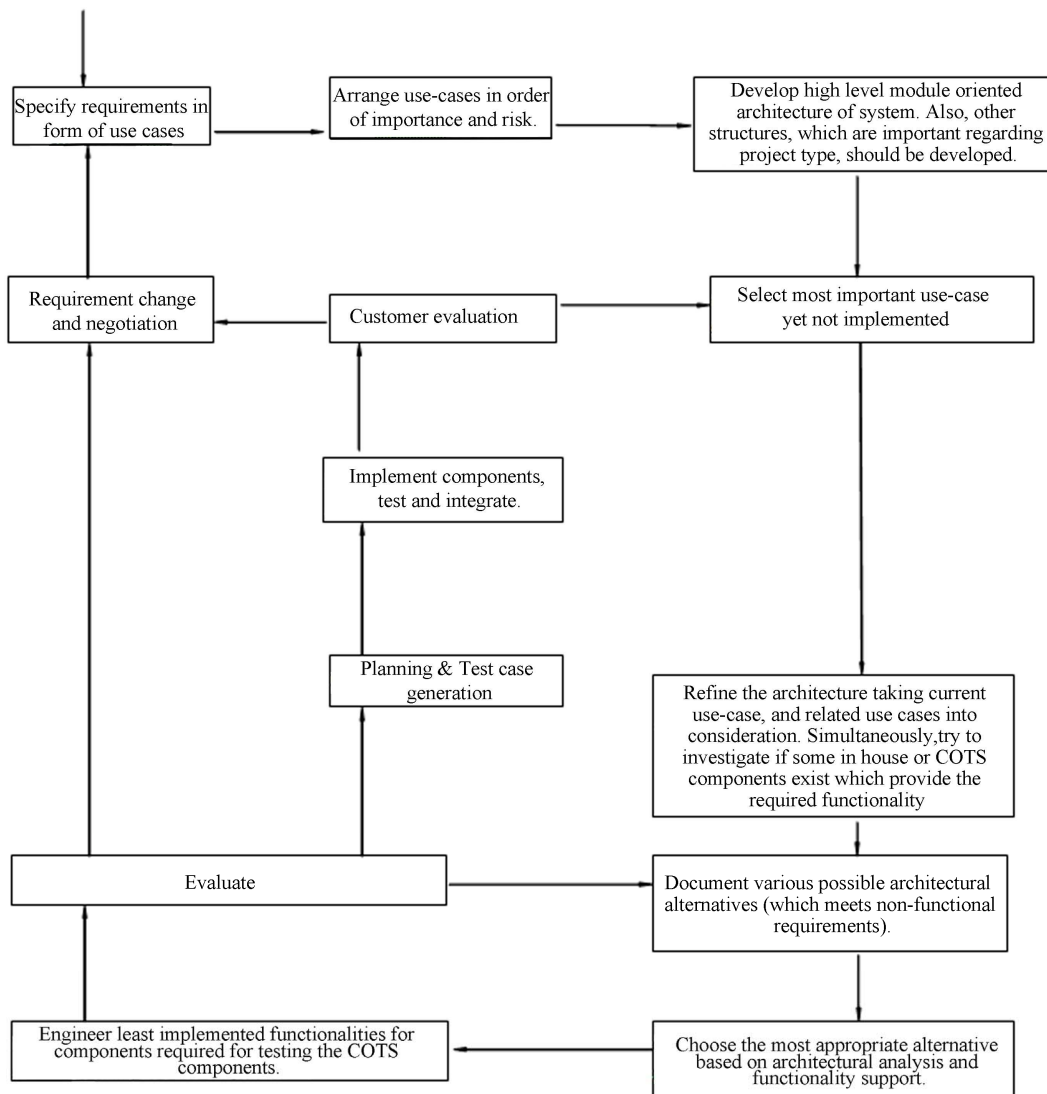 Specify requirements in
form of use cases
Arrange use-cases in order
of importance and risk.
Develop high level module oriented
architecture of system. Also, other
structures, which are important regarding
project type, should be developed.
Requirement change
and negotiation
Customer evaluation
Select most important use-case
yet not implemented
Implement components,
test and integrate.
Planning & Test case
generation
Refine the architecture taking current
use-case, and related use cases into
consideration. Simultaneously,try to
investigate if some in house or COTS
components exist which provide the
required functionality
Evaluate
Document various possible architectural
alternatives (which meets non-functional
requirements).
Engineer least implemented functionalities for
components required for testing the COTS
components.
Choose the most appropriate alternative
based on architectural analysis and
functionality support.